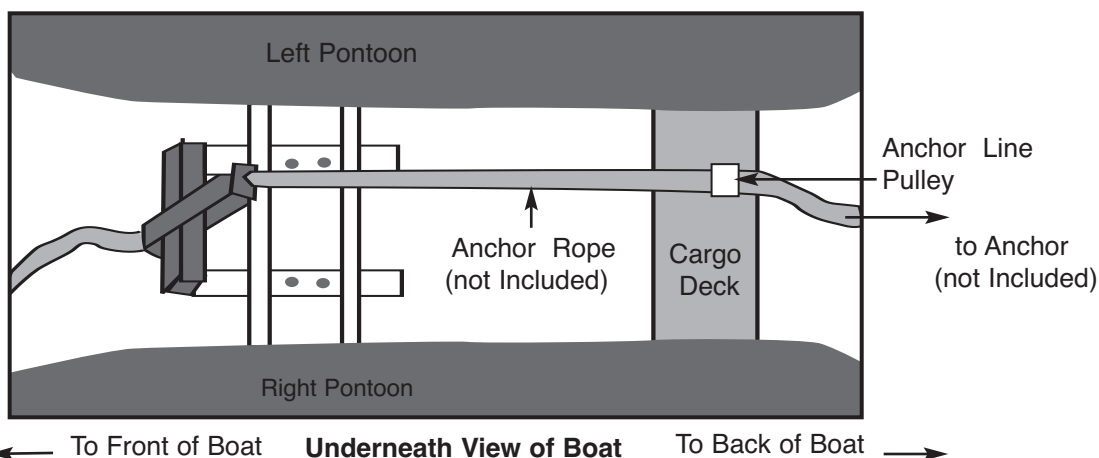 Left Pontoon
Anchor Line
Pulley
Anchor Rope
(not Included)
Cargo
Deck
to Anchor
(not Included)
Right Pontoon
To Front of Boat
Underneath View of Boat
To Back of Boat